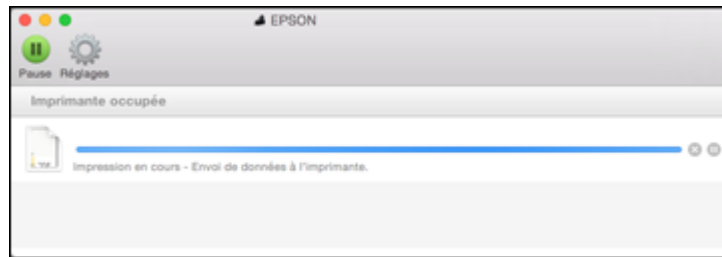 EPSON
Pause Réglages
Imprimante occupée
Impression en cours - Envoi de données à l'imprimante.